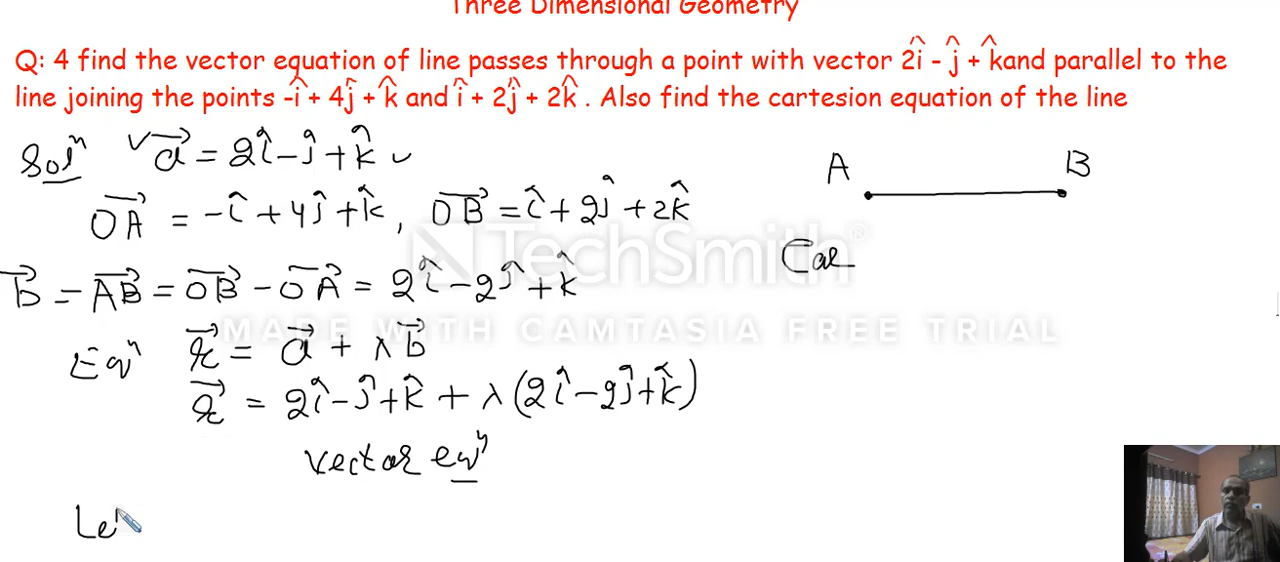 Three Dimensional Geometry
Q: 4 find the vector equation of line passes through a point with vector 2î - ĵ + k̂and parallel to the
line joining the points -î + 4ĵ + k̂ and î + 2ĵ + 2k̂ . Also find the cartesion equation of the line
Solⁿ ✓a⃗ = 2î - ĵ + k̂ ✓
OA⃗ = -î + 4ĵ + k̂ , OB⃗ = î + 2ĵ + 2k̂
B⃗ = AB⃗ = OB⃗ - OA⃗ = 2î - 2ĵ + k̂
Eqⁿ r⃗ = a⃗ + λB⃗
r⃗ = 2î - ĵ + k̂ + λ(2î - 2ĵ + k̂)
vector eqⁿ
Let
A B
Car
TechSmith
MADE WITH CAMTASIA FREE TRIAL